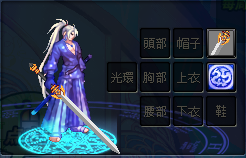 頭部 帽子
光環 胸部 上衣
腰部 下衣 鞋